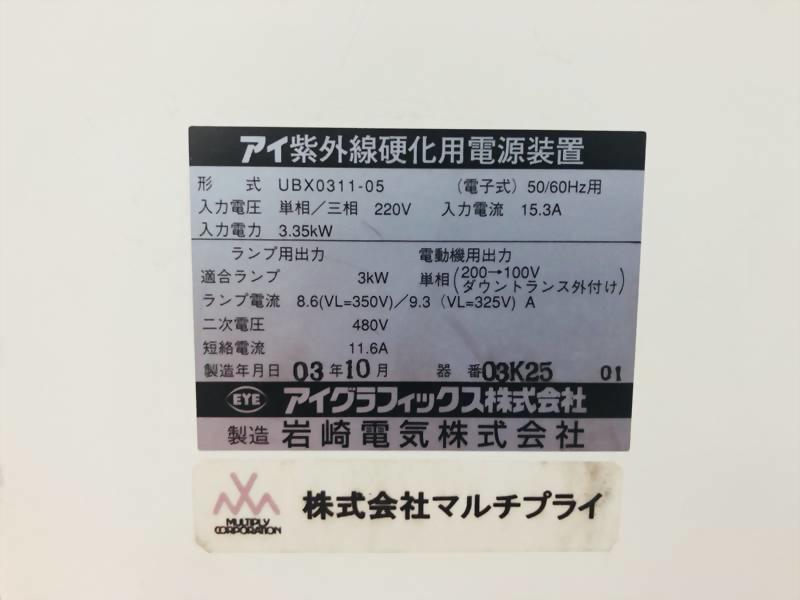 アイ紫外線硬化用電源装置
形 式 UBX0311-05 (電子式) 50/60Hz用
入力電圧 単相/三相 220V 入力電流 15.3A
入力電力 3.35kW
ランプ用出力 電動機用出力
適合ランプ 3kW 単相(200→100V ダウントランス外付け)
ランプ電流 8.6(VL=350V)/9.3 (VL=325V) A
二次電圧 480V
短絡電流 11.6A
製造年月日 03年10月 器 番 03K25 01
EYE アイグラフィックス株式会社
製造 岩崎電気株式会社
MULTIPLY CORPORATION 株式会社マルチプライ